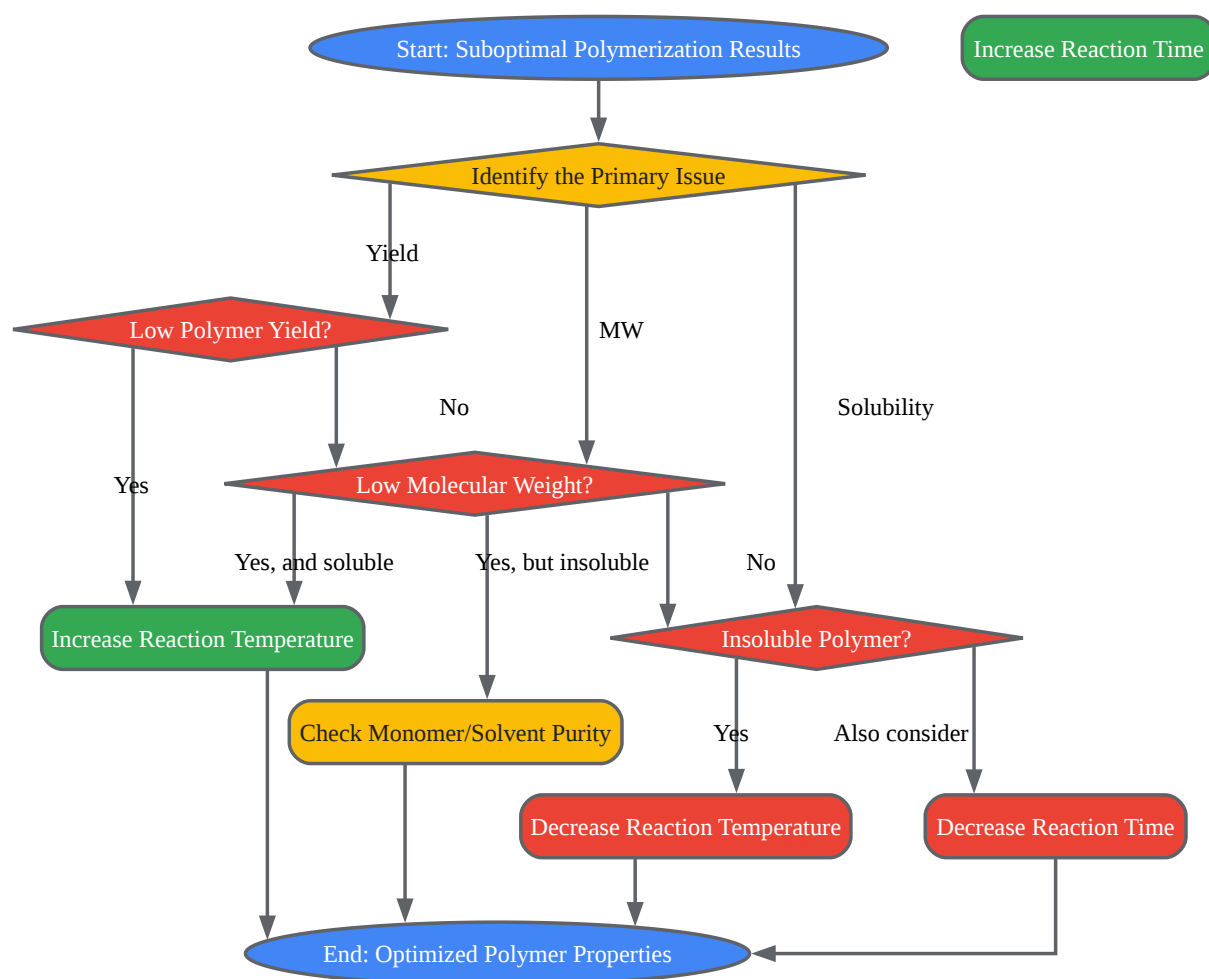 Start: Suboptimal Polymerization Results
Increase Reaction Time
Identify the Primary Issue
Yield
Low Polymer Yield?
MW
No
Solubility
Yes
Low Molecular Weight?
Yes, and soluble
Yes, but insoluble
No
Increase Reaction Temperature
Insoluble Polymer?
Check Monomer/Solvent Purity
Yes
Also consider
Decrease Reaction Temperature
Decrease Reaction Time
End: Optimized Polymer Properties